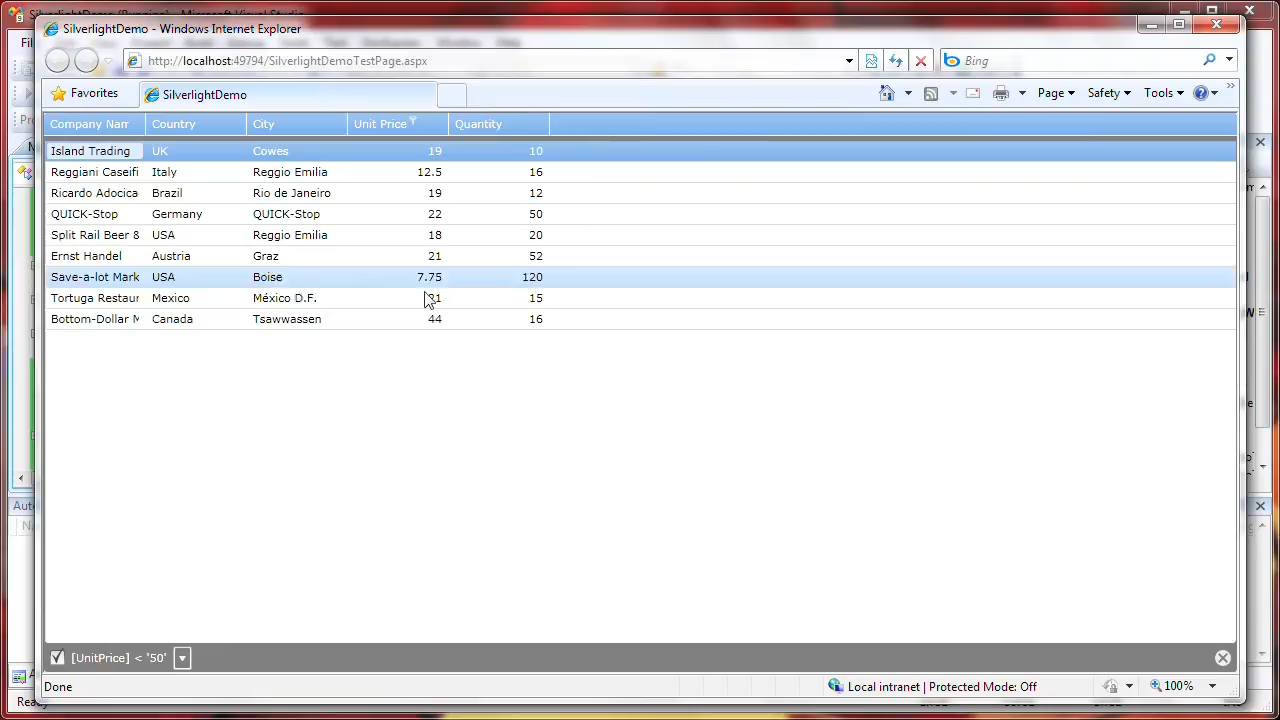 SilverlightDemo - Windows Internet Explorer
http://localhost:49794/SilverlightDemoTestPage.aspx
Bing
Favorites
SilverlightDemo
Page
Safety
Tools
Company Nam Country City Unit Price Quantity
Island Trading UK Cowes 19 10
Reggiani Caseifi Italy Reggio Emilia 12.5 16
Ricardo Adocica Brazil Rio de Janeiro 19 12
QUICK-Stop Germany QUICK-Stop 22 50
Split Rail Beer & USA Reggio Emilia 18 20
Ernst Handel Austria Graz 21 52
Save-a-lot Mark USA Boise 7.75 120
Tortuga Restaur Mexico México D.F. 21 15
Bottom-Dollar M Canada Tsawwassen 44 16
[UnitPrice] < '50'
Done
Local intranet | Protected Mode: Off
100%